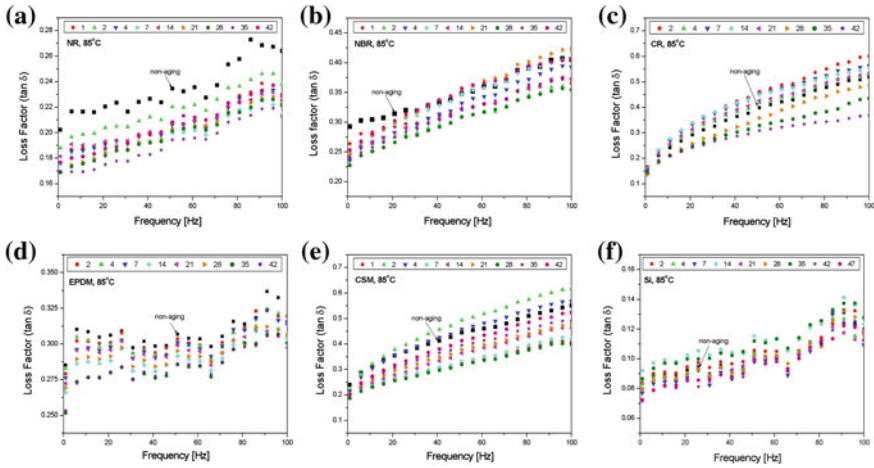 (a)
1 2 4 7 14 21 28 35 42
NR, 85°C
non-aging
Loss Factor (tan δ)
0.28
0.26
0.24
0.22
0.20
0.18
0.16
0 20 40 60 80 100
Frequency [Hz]
(b)
1 2 4 7 14 21 28 35 42
NBR, 85°C
non-aging
Loss factor (tan δ)
0.45
0.40
0.35
0.30
0.25
0.20
0 20 40 60 80 100
Frequency [Hz]
(c)
2 4 7 14 21 28 35 42
CR, 85°C
non-aging
Loss Factor (tan δ)
0.7
0.6
0.5
0.4
0.3
0.2
0.1
0 20 40 60 80 100
Frequency [Hz]
(d)
2 4 7 14 21 28 35 42
EPDM, 85°C
non-aging
Loss Factor (tan δ)
0.350
0.325
0.300
0.275
0.250
0 20 40 60 80 100
Frequency [Hz]
(e)
1 2 4 7 14 21 28 35 42
CSM, 85°C
non-aging
Loss Factor (tan δ)
0.7
0.6
0.5
0.4
0.3
0.2
0.1
0 20 40 60 80 100
Frequency [Hz]
(f)
2 4 7 14 21 28 35 42 47
Si, 85°C
non-aging
Loss Factor (tan δ)
0.16
0.14
0.12
0.10
0.08
0.06
0 20 40 60 80 100
Frequency [Hz]